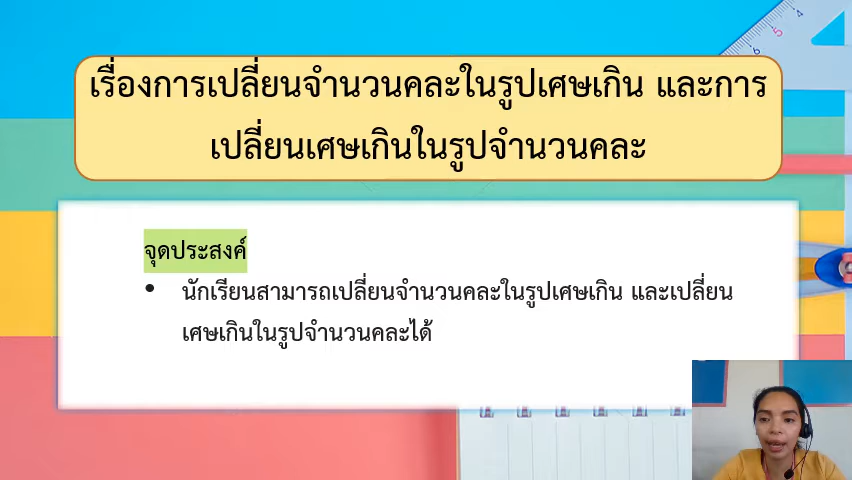 เรื่องการเปลี่ยนจำนวนคละในรูปเศษเกิน และการ
เปลี่ยนเศษเกินในรูปจำนวนคละ
จุดประสงค์
• นักเรียนสามารถเปลี่ยนจำนวนคละในรูปเศษเกิน และเปลี่ยน
เศษเกินในรูปจำนวนคละได้
4
5
6